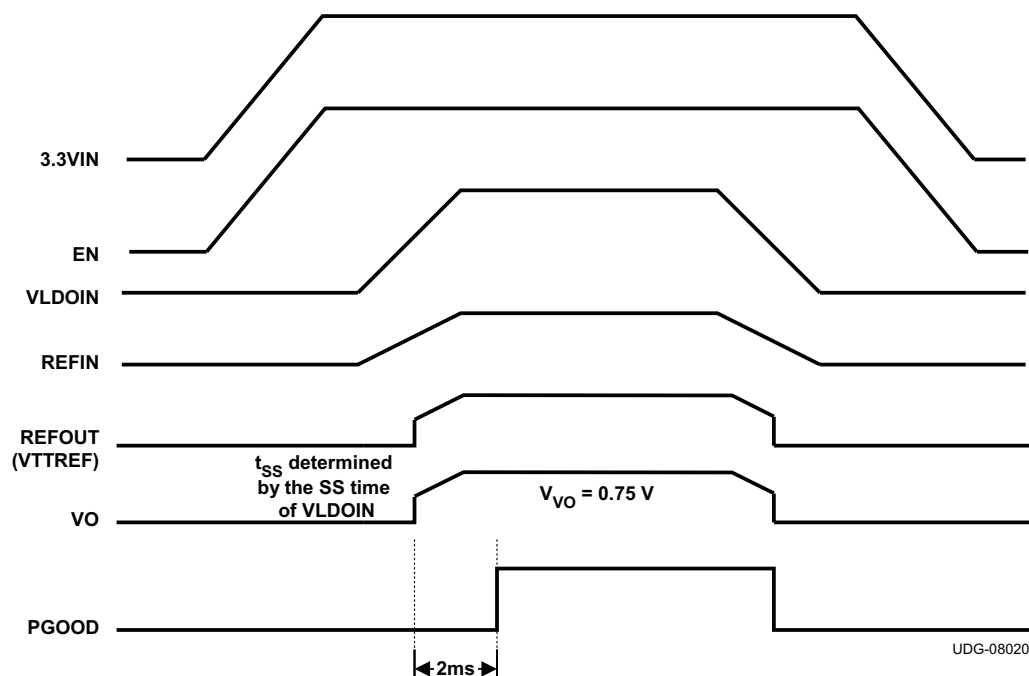 3.3VIN
EN
VLDOIN
REFIN
REFOUT
(VTTREF)
tSS determined
by the SS time
of VLDOIN
VVO = 0.75 V
VO
PGOOD
UDG-08020
2ms